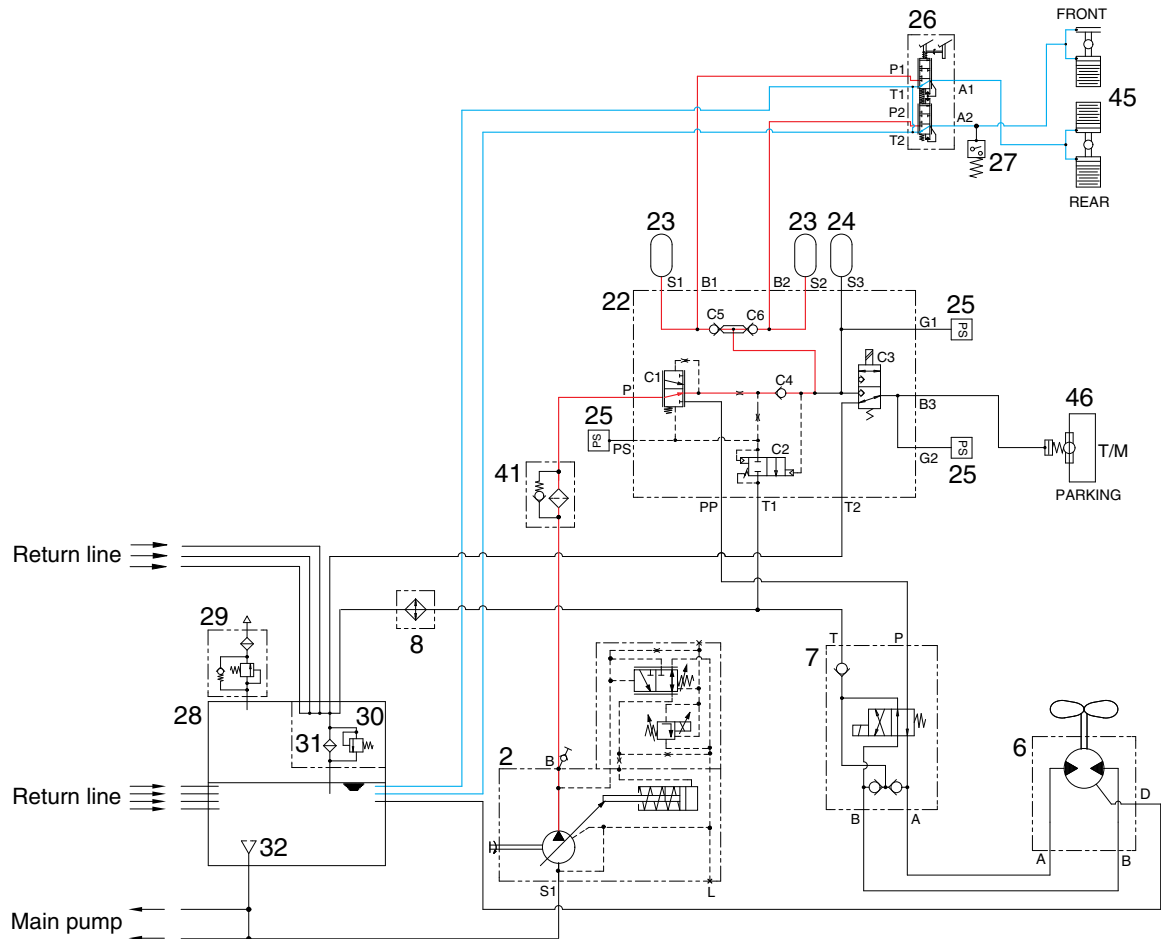 FRONT
26
P1
T1
A1
45
P2
A2
T2
27
REAR
23
23
24
S1
B1
B2
S2
S3
22
25
C5
C6
G1
PS
C3
C1
P
C4
B3
46
25
PS
PS
C2
PS
G2
25
T/M
PARKING
41
PP
T1
T2
Return line
29
8
T
P
7
28
30
31
2
B
6
Return line
D
B
A
32
A
B
S1
L
Main pump